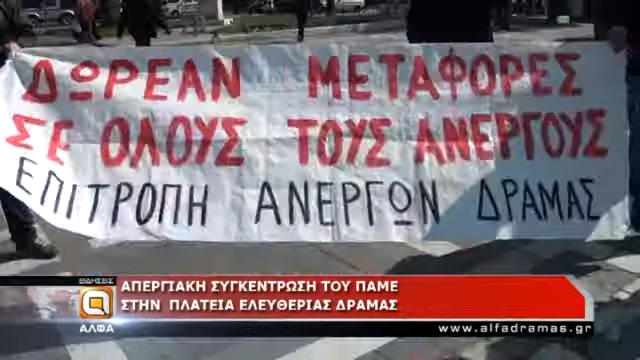 ΔΩΡΕΑΝ ΜΕΤΑΦΟΡΕΣ
ΣΕ ΟΛΟΥΣ ΤΟΥΣ ΑΝΕΡΓΟΥΣ
ΕΠΙΤΡΟΠΗ ΑΝΕΡΓΩΝ ΔΡΑΜΑΣ
ΕΙΔΗΣΕΙΣ
ΑΠΕΡΓΙΑΚΗ ΣΥΓΚΕΝΤΡΩΣΗ ΤΟΥ ΠΑΜΕ
ΣΤΗΝ ΠΛΑΤΕΙΑ ΕΛΕΥΘΕΡΙΑΣ ΔΡΑΜΑΣ
ΑΛΦΑ
www.alfadramas.gr